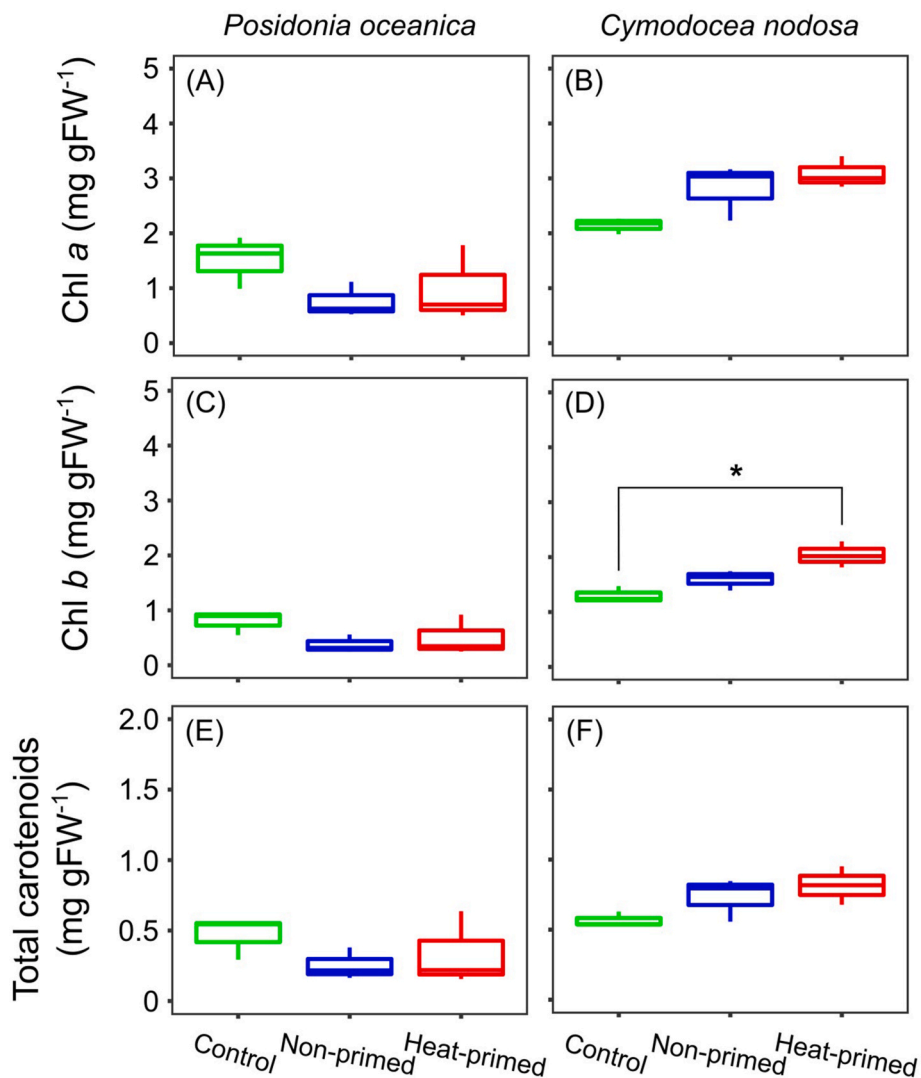 Posidonia oceanica
Cymodocea nodosa
Chl a (mg gFW⁻¹)
(A)
5
4
3
2
1
0
(B)
Chl b (mg gFW⁻¹)
(C)
5
4
3
2
1
0
(D)
*
Total carotenoids
(mg gFW⁻¹)
(E)
2.0
1.5
1.0
0.5
0
(F)
Control
Non-primed
Heat-primed
Control
Non-primed
Heat-primed